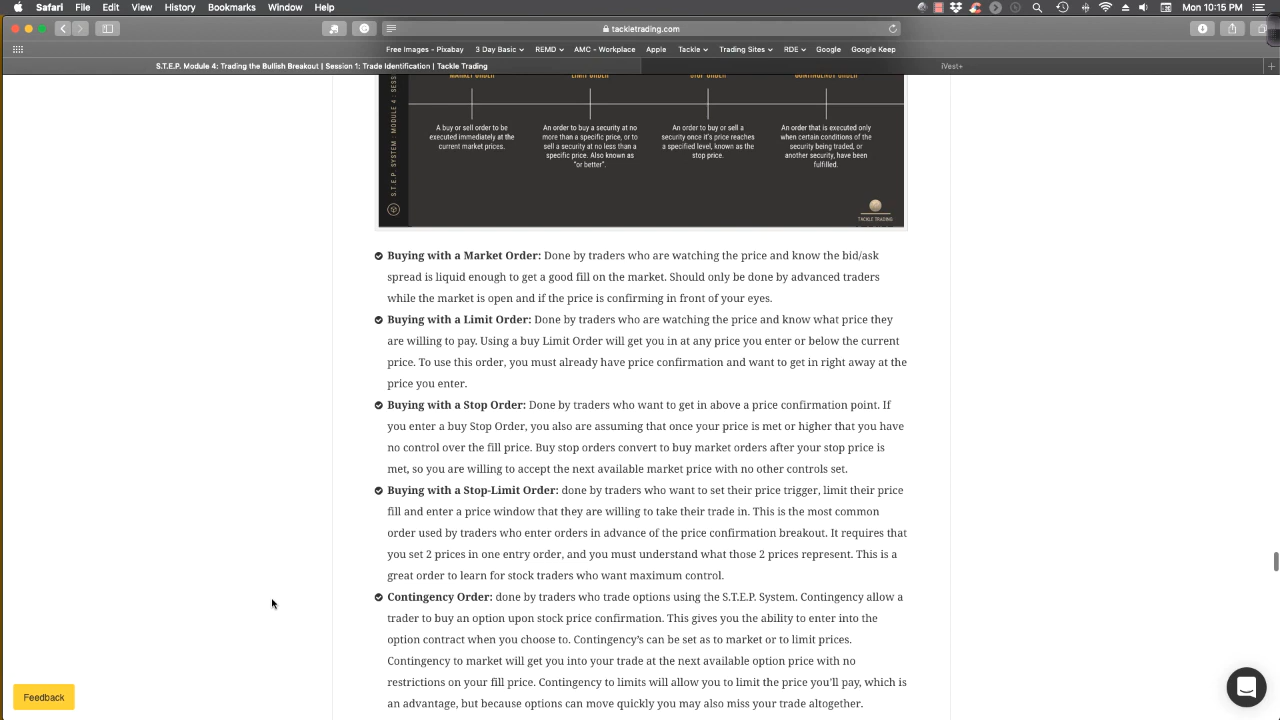 Safari File Edit View History Bookmarks Window Help
Mon 10:15 PM
tackletrading.com
Free Images - Pixabay 3 Day Basic REMD AMC - Workplace Apple Tackle Trading Sites RDE Google Google Keep
S.T.E.P. Module 4: Trading the Bullish Breakout | Session 1: Trade Identification | Tackle Trading
iVest+
MARKET ORDER LIMIT ORDER STOP ORDER CONTINGENCY ORDER
S.T.E.P. SYSTEM : MODULE 4 : SESS
A buy or sell order to be
executed immediately at the
current market prices.
An order to buy a security at no
more than a specific price, or to
sell a security at no less than a
specific price. Also known as
"or better".
An order to buy or sell a
security once it's price reaches
a specified level, known as the
stop price.
An order that is executed only
when certain conditions of the
security being traded, or
another security, have been
fulfilled.
TACKLE TRADING
Buying with a Market Order: Done by traders who are watching the price and know the bid/ask
spread is liquid enough to get a good fill on the market. Should only be done by advanced traders
while the market is open and if the price is confirming in front of your eyes.
Buying with a Limit Order: Done by traders who are watching the price and know what price they
are willing to pay. Using a buy Limit Order will get you in at any price you enter or below the current
price. To use this order, you must already have price confirmation and want to get in right away at the
price you enter.
Buying with a Stop Order: Done by traders who want to get in above a price confirmation point. If
you enter a buy Stop Order, you also are assuming that once your price is met or higher that you have
no control over the fill price. Buy stop orders convert to buy market orders after your stop price is
met, so you are willing to accept the next available market price with no other controls set.
Buying with a Stop-Limit Order: done by traders who want to set their price trigger, limit their price
fill and enter a price window that they are willing to take their trade in. This is the most common
order used by traders who enter orders in advance of the price confirmation breakout. It requires that
you set 2 prices in one entry order, and you must understand what those 2 prices represent. This is a
great order to learn for stock traders who want maximum control.
Contingency Order: done by traders who trade options using the S.T.E.P. System. Contingency allow a
trader to buy an option upon stock price confirmation. This gives you the ability to enter into the
option contract when you choose to. Contingency's can be set as to market or to limit prices.
Contingency to market will get you into your trade at the next available option price with no
restrictions on your fill price. Contingency to limits will allow you to limit the price you'll pay, which is
an advantage, but because options can move quickly you may also miss your trade altogether.
Feedback